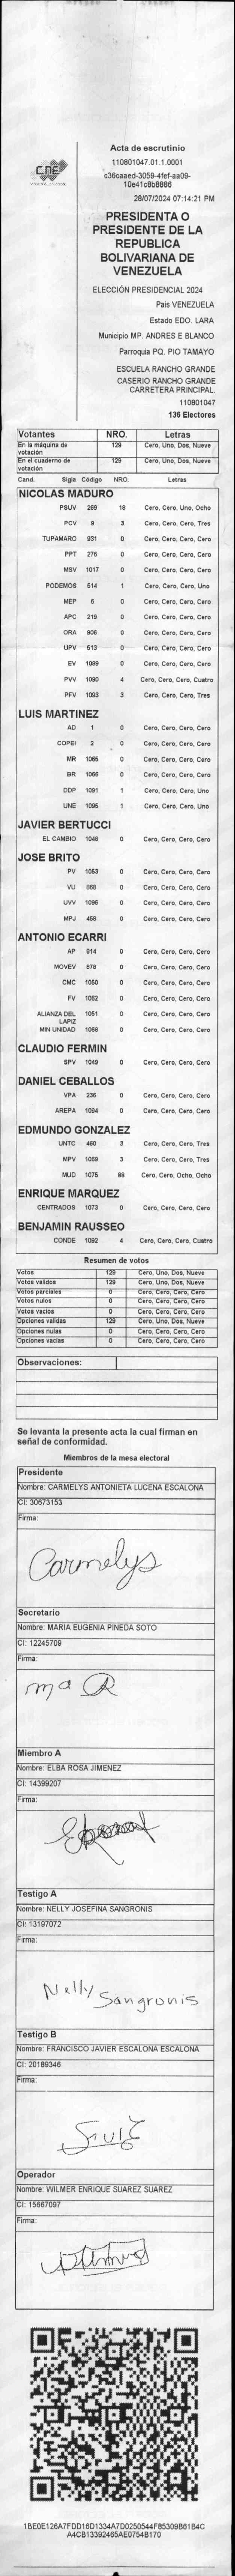 CNE
Acta de escrutinio
110801047.01.1.0001
c36caaed-3059-4fef-aa09-
10e41c8b8886
28/07/2024 07:14:21 PM
PRESIDENTA O
PRESIDENTE DE LA
REPUBLICA
BOLIVARIANA DE
VENEZUELA
ELECCIÓN PRESIDENCIAL 2024
Pais VENEZUELA
Estado EDO. LARA
Municipio MP. ANDRES E BLANCO
Parroquia PQ. PIO TAMAYO
ESCUELA RANCHO GRANDE
CASERIO RANCHO GRANDE
CARRETERA PRINCIPAL.
110801047
136 Electores
Votantes NRO. Letras
En la máquina de votación 129 Cero, Uno, Dos, Nueve
En el cuaderno de votación 129 Cero, Uno, Dos, Nueve
Cand. Sigla Código NRO. Letras
NICOLAS MADURO
PSUV 269 18 Cero, Cero, Uno, Ocho
PCV 9 3 Cero, Cero, Cero, Tres
TUPAMARO 931 0 Cero, Cero, Cero, Cero
PPT 276 0 Cero, Cero, Cero, Cero
MSV 1017 0 Cero, Cero, Cero, Cero
PODEMOS 514 1 Cero, Cero, Cero, Uno
MEP 6 0 Cero, Cero, Cero, Cero
APC 219 0 Cero, Cero, Cero, Cero
ORA 906 0 Cero, Cero, Cero, Cero
UPV 513 0 Cero, Cero, Cero, Cero
EV 1089 0 Cero, Cero, Cero, Cero
PVV 1090 4 Cero, Cero, Cero, Cuatro
PFV 1093 3 Cero, Cero, Cero, Tres
LUIS MARTINEZ
AD 1 0 Cero, Cero, Cero, Cero
COPEI 2 0 Cero, Cero, Cero, Cero
MR 1065 0 Cero, Cero, Cero, Cero
BR 1066 0 Cero, Cero, Cero, Cero
DDP 1091 1 Cero, Cero, Cero, Uno
UNE 1095 1 Cero, Cero, Cero, Uno
JAVIER BERTUCCI
EL CAMBIO 1048 0 Cero, Cero, Cero, Cero
JOSE BRITO
PV 1053 0 Cero, Cero, Cero, Cero
VU 868 0 Cero, Cero, Cero, Cero
UVV 1096 0 Cero, Cero, Cero, Cero
MPJ 458 0 Cero, Cero, Cero, Cero
ANTONIO ECARRI
AP 914 0 Cero, Cero, Cero, Cero
MOVEV 878 0 Cero, Cero, Cero, Cero
CMC 1050 0 Cero, Cero, Cero, Cero
FV 1062 0 Cero, Cero, Cero, Cero
ALIANZA DEL LAPIZ 1051 0 Cero, Cero, Cero, Cero
MIN UNIDAD 1068 0 Cero, Cero, Cero, Cero
CLAUDIO FERMIN
SPV 1049 0 Cero, Cero, Cero, Cero
DANIEL CEBALLOS
VPA 236 0 Cero, Cero, Cero, Cero
AREPA 1094 0 Cero, Cero, Cero, Cero
EDMUNDO GONZALEZ
UNTC 460 3 Cero, Cero, Cero, Tres
MPV 1069 3 Cero, Cero, Cero, Tres
MUD 1075 88 Cero, Cero, Ocho, Ocho
ENRIQUE MARQUEZ
CENTRADOS 1073 0 Cero, Cero, Cero, Cero
BENJAMIN RAUSSEO
CONDE 1092 4 Cero, Cero, Cero, Cuatro
Resumen de votos
Votos 129 Cero, Uno, Dos, Nueve
Votos validos 129 Cero, Uno, Dos, Nueve
Votos parciales 0 Cero, Cero, Cero, Cero
Votos nulos 0 Cero, Cero, Cero, Cero
Votos vacios 0 Cero, Cero, Cero, Cero
Opciones validas 129 Cero, Uno, Dos, Nueve
Opciones nulas 0 Cero, Cero, Cero, Cero
Opciones vacias 0 Cero, Cero, Cero, Cero
Observaciones:
Se levanta la presente acta la cual firman en
señal de conformidad.
Miembros de la mesa electoral
Presidente
Nombre: CARMELYS ANTONIETA LUCENA ESCALONA
CI: 30673153
Firma:
Carmelys
Secretario
Nombre: MARIA EUGENIA PINEDA SOTO
CI: 12245709
Firma:
Miembro A
Nombre: ELBA ROSA JIMENEZ
CI: 14399207
Firma:
Testigo A
Nombre: NELLY JOSEFINA SANGRONIS
CI: 13197072
Firma:
Nelly Sangronis
Testigo B
Nombre: FRANCISCO JAVIER ESCALONA ESCALONA
CI: 20189346
Firma:
Operador
Nombre: WILMER ENRIQUE SUAREZ SUAREZ
CI: 15667097
Firma:
1BE0E126A7FDD16D1334A7D0250544F85309B61B4C
A4CB13392465AE0754B170